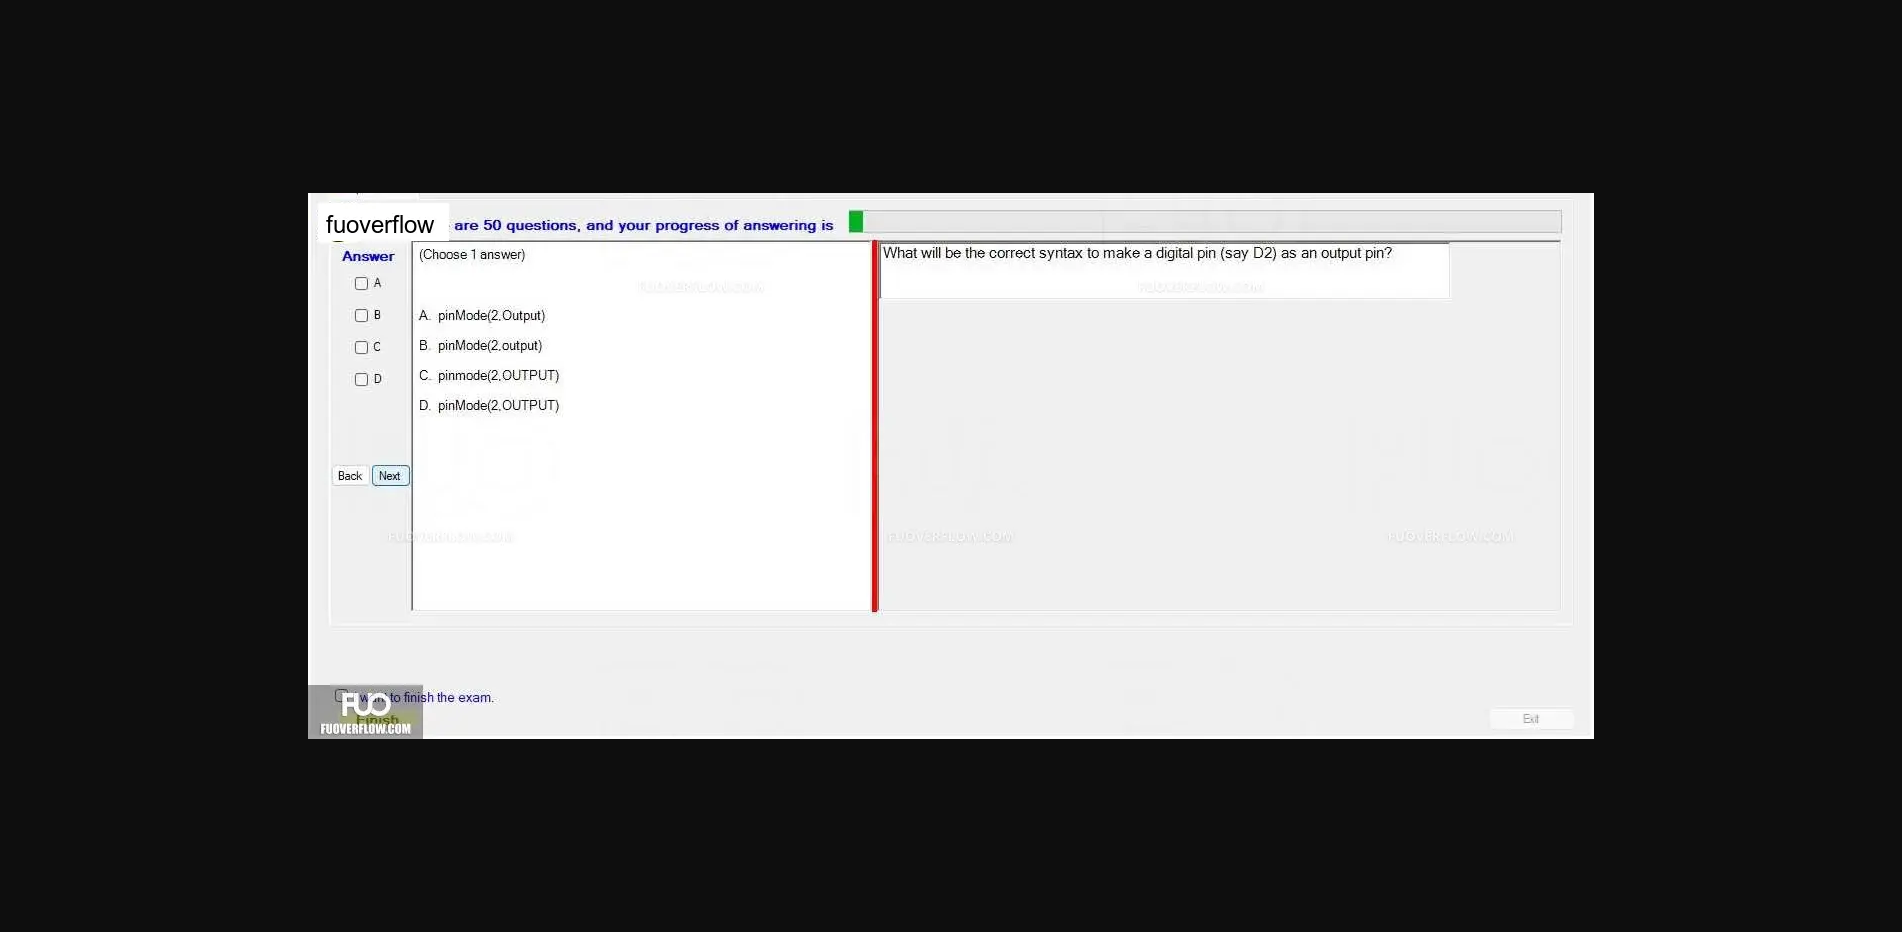 fuoverflow are 50 questions, and your progress of answering is
Answer
(Choose 1 answer)
What will be the correct syntax to make a digital pin (say D2) as an output pin?
FUOVERFLOW.COM FUOVERFLOW.COM
A
B
C
D
A. pinMode(2,Output)
B. pinMode(2,output)
C. pinmode(2,OUTPUT)
D. pinMode(2,OUTPUT)
Back Next
FUOVERFLOW.COM FUOVERFLOW.COM FUOVERFLOW.COM
I want to finish the exam.
FUO
Finish
FUOVERFLOW.COM
Exit